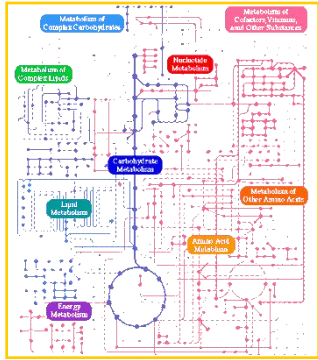 Metabolism of
Complex Carbohydrates
Metabolism of
Cofactors, Vitamins,
and Other Substances
Nucleotide
Metabolism
Metabolism of
Complex Lipids
Carbohydrate
Metabolism
Metabolism of
Other Amino Acids
Lipid
Metabolism
Amino Acid
Metabolism
Energy
Metabolism